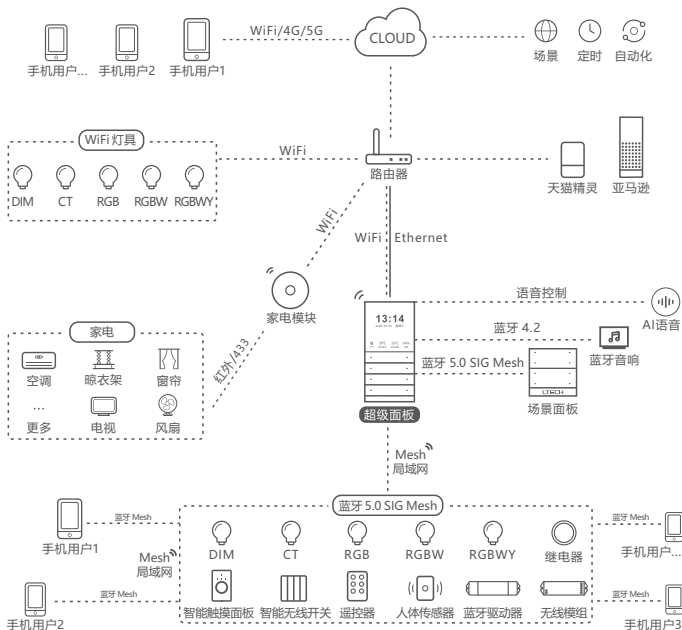 WiFi/4G/5G
CLOUD
手机用户... 手机用户2 手机用户1
场景 定时 自动化
WiFi 灯具
WiFi
DIM CT RGB RGBW RGBWY
路由器
天猫精灵 亚马逊
WiFi
WiFi Ethernet
家电模块
语音控制
13:14
AI语音
家电
蓝牙 4.2
蓝牙音响
空调 晾衣架 窗帘
红外/433
蓝牙 5.0 SIG Mesh
LTECH
场景面板
...
更多 电视 风扇
超级面板
Mesh
局域网
蓝牙 5.0 SIG Mesh
蓝牙 Mesh
蓝牙 Mesh
手机用户1
手机用户...
DIM CT RGB RGBW RGBWY 继电器
Mesh
局域网
蓝牙 Mesh
蓝牙 Mesh
智能触摸面板 智能无线开关 遥控器 人体传感器 蓝牙驱动器 无线模组
手机用户2
手机用户3